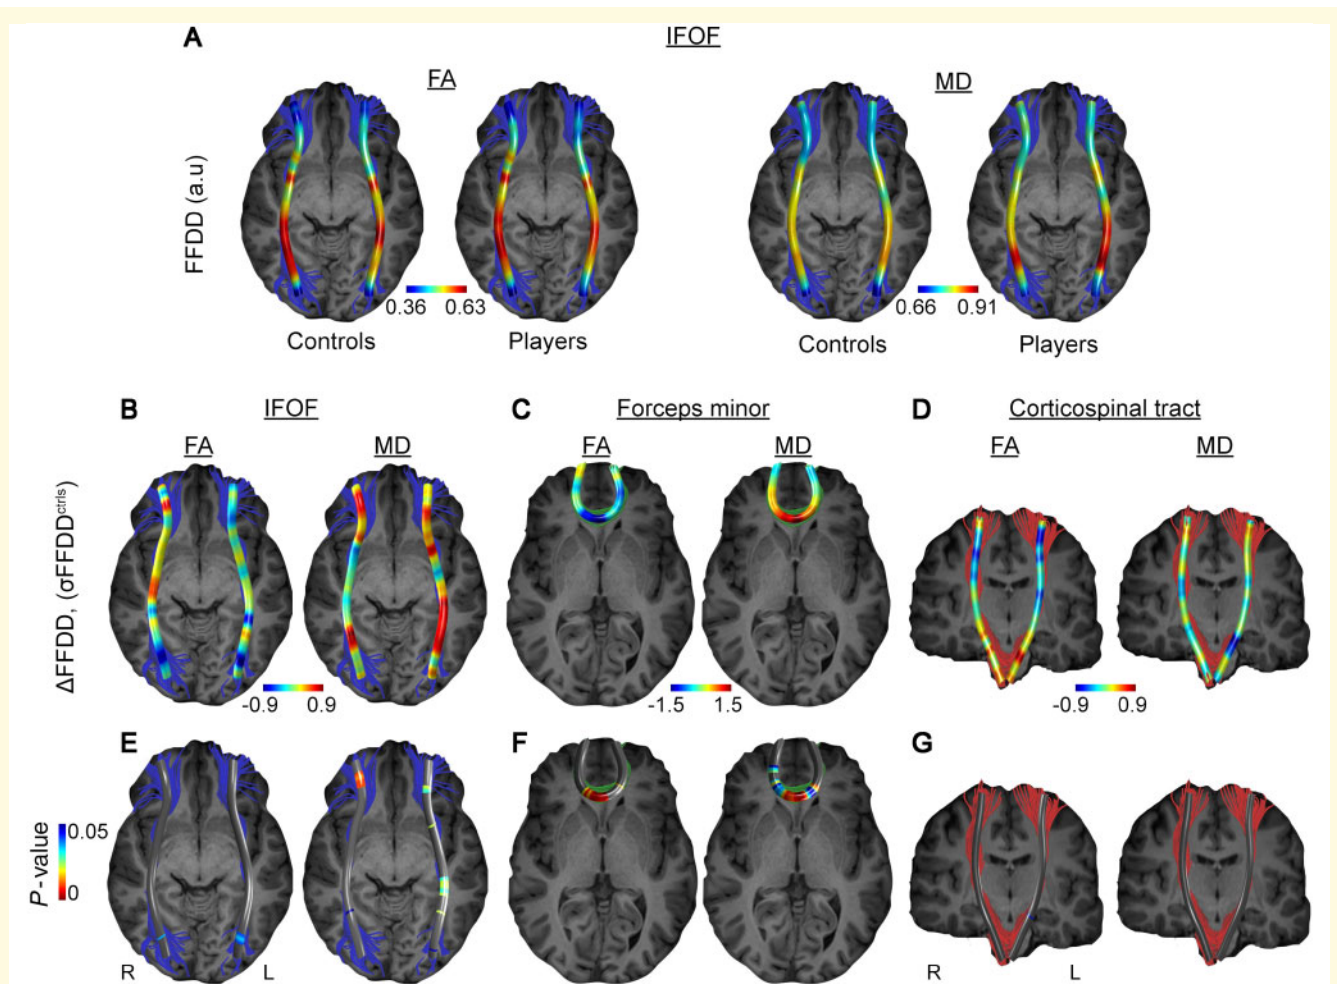 A IFOF
FA MD
FFDD (a.u)
0.36 0.63 0.66 0.91
Controls Players Controls Players
B IFOF C Forceps minor D Corticospinal tract
FA MD FA MD FA MD
ΔFFDD, (σFFDDctrls)
-0.9 0.9 -1.5 1.5 -0.9 0.9
E F G
P-value
0.05
0
R L R L